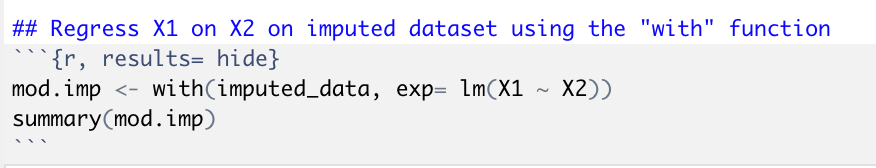 ## Regress X1 on X2 on imputed dataset using the "with" function
```{r, results= hide}
mod.imp <- with(imputed_data, exp= lm(X1 ~ X2))
summary(mod.imp)
```